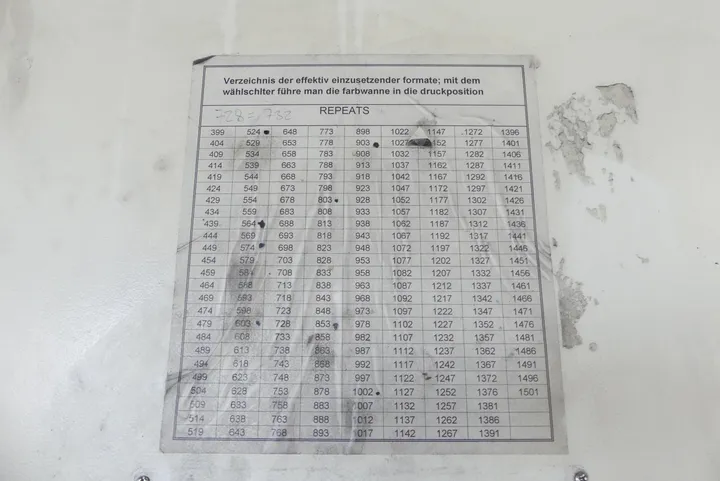 Verzeichnis der effektiv einzusetzender formate; mit dem
wählschlter führe man die farbwanne in die druckposition
728=732
REPEATS
399 524 648 773 898 1022 1147 1272 1396
404 529 653 778 903 1027 1152 1277 1401
409 534 658 783 908 1032 1157 1282 1406
414 539 663 788 913 1037 1162 1287 1411
419 544 668 793 918 1042 1167 1292 1416
424 549 673 798 923 1047 1172 1297 1421
429 554 678 803 928 1052 1177 1302 1426
434 559 683 808 933 1057 1182 1307 1431
439 564 688 813 938 1062 1187 1312 1436
444 569 693 818 943 1067 1192 1317 1441
449 574 698 823 948 1072 1197 1322 1446
454 579 703 828 953 1077 1202 1327 1451
459 584 708 833 958 1082 1207 1332 1456
464 588 713 838 963 1087 1212 1337 1461
469 593 718 843 968 1092 1217 1342 1466
474 598 723 848 973 1097 1222 1347 1471
479 603 728 853 978 1102 1227 1352 1476
484 608 733 858 982 1107 1232 1357 1481
489 613 738 863 987 1112 1237 1362 1486
494 618 743 868 992 1117 1242 1367 1491
499 623 748 873 997 1122 1247 1372 1496
504 628 753 878 1002 1127 1252 1376 1501
509 633 758 883 1007 1132 1257 1381
514 638 763 888 1012 1137 1262 1386
519 643 768 893 1017 1142 1267 1391